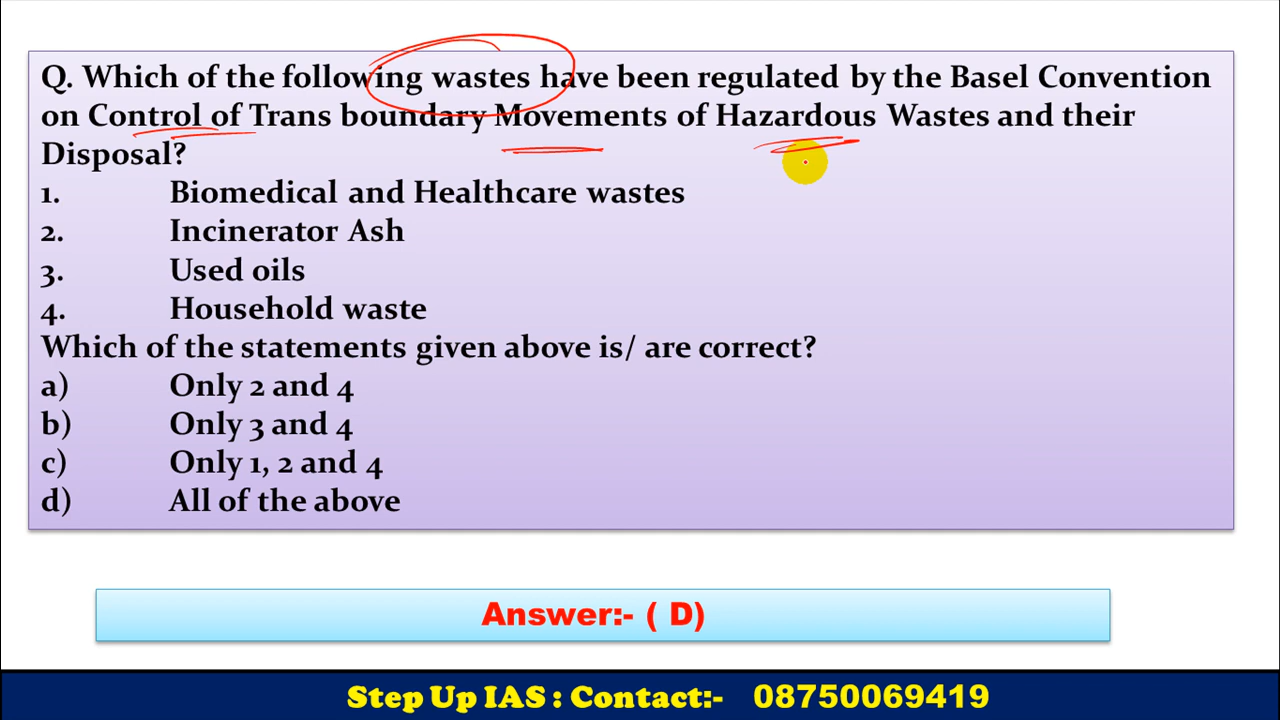 Q. Which of the following wastes have been regulated by the Basel Convention
on Control of Trans boundary Movements of Hazardous Wastes and their
Disposal?
1. Biomedical and Healthcare wastes
2. Incinerator Ash
3. Used oils
4. Household waste
Which of the statements given above is/ are correct?
a) Only 2 and 4
b) Only 3 and 4
c) Only 1, 2 and 4
d) All of the above
Answer:- ( D)
Step Up IAS : Contact:- 08750069419